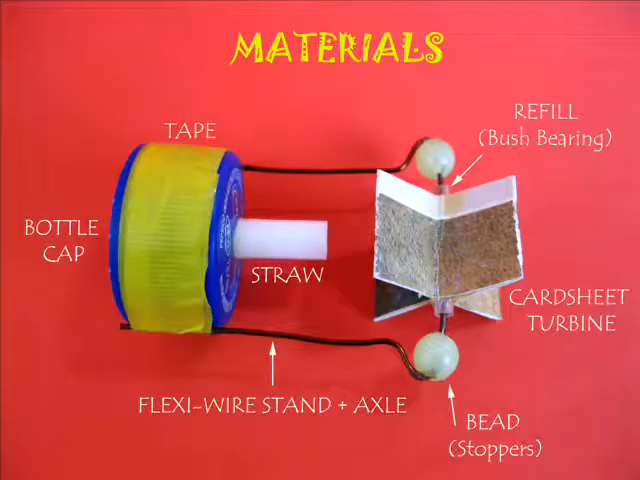 MATERIALS
TAPE
REFILL
(Bush Bearing)
BOTTLE
CAP
STRAW
CARDSHEET
TURBINE
FLEXI-WIRE STAND + AXLE
BEAD
(Stoppers)